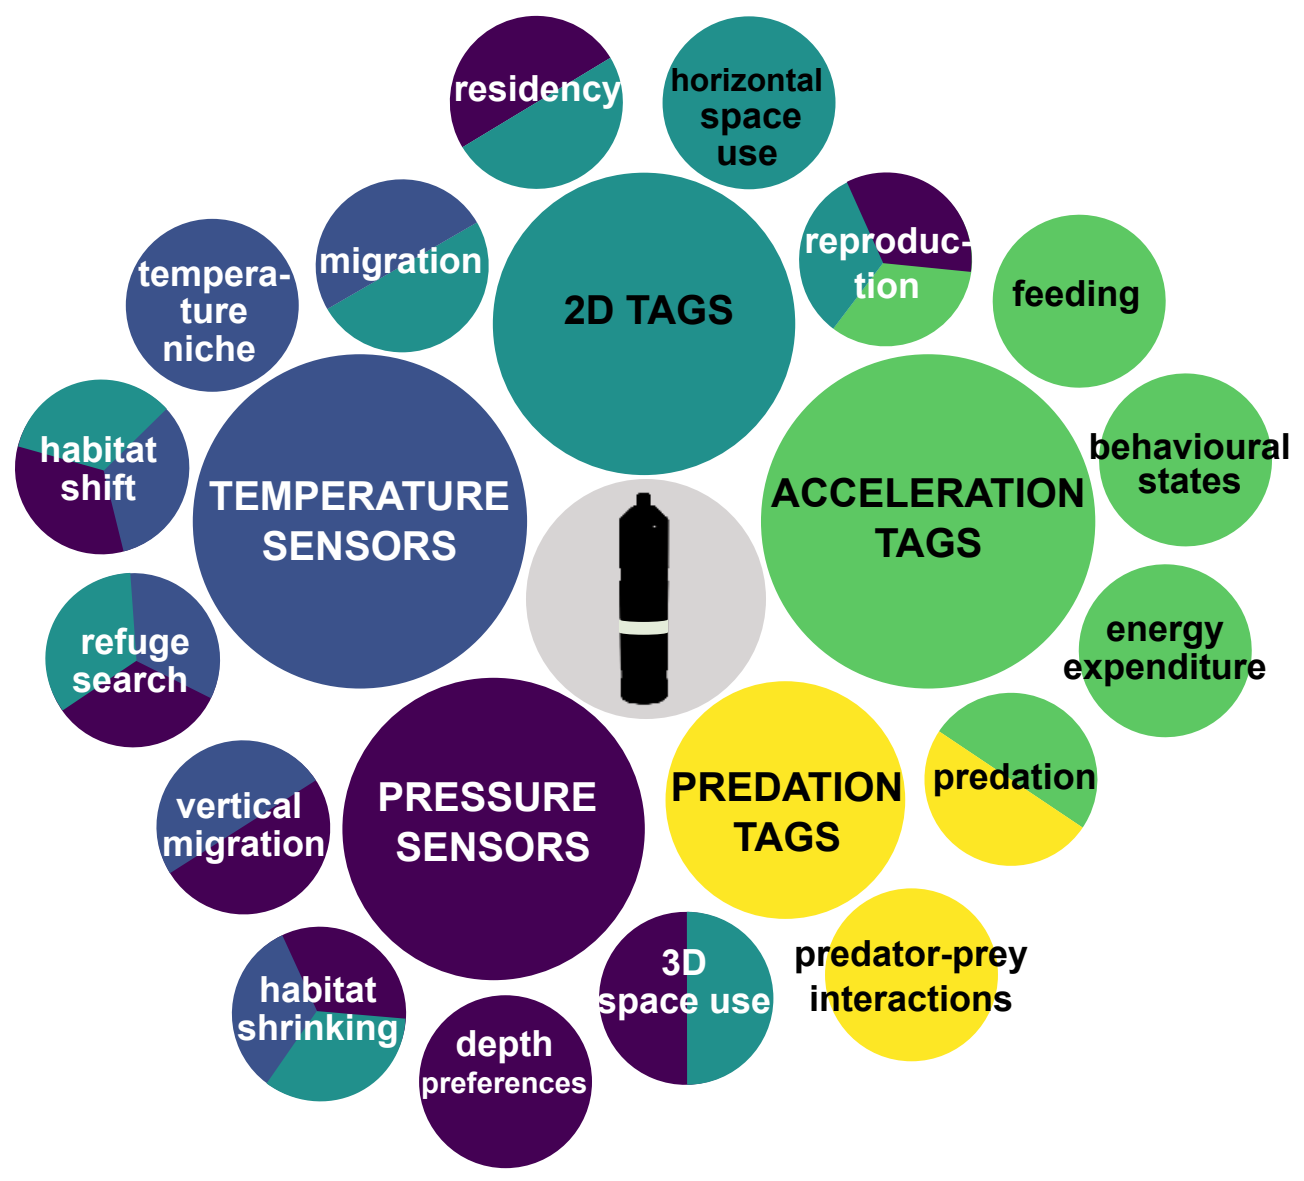 residency
horizontal
space
use
migration
reproduc-
tion
tempera-
ture
niche
feeding
2D TAGS
habitat
shift
behavioural
states
TEMPERATURE
SENSORS
ACCELERATION
TAGS
refuge
search
energy
expenditure
vertical
migration
PRESSURE
SENSORS
PREDATION
TAGS
predation
habitat
shrinking
depth
preferences
3D
space use
predator-prey
interactions